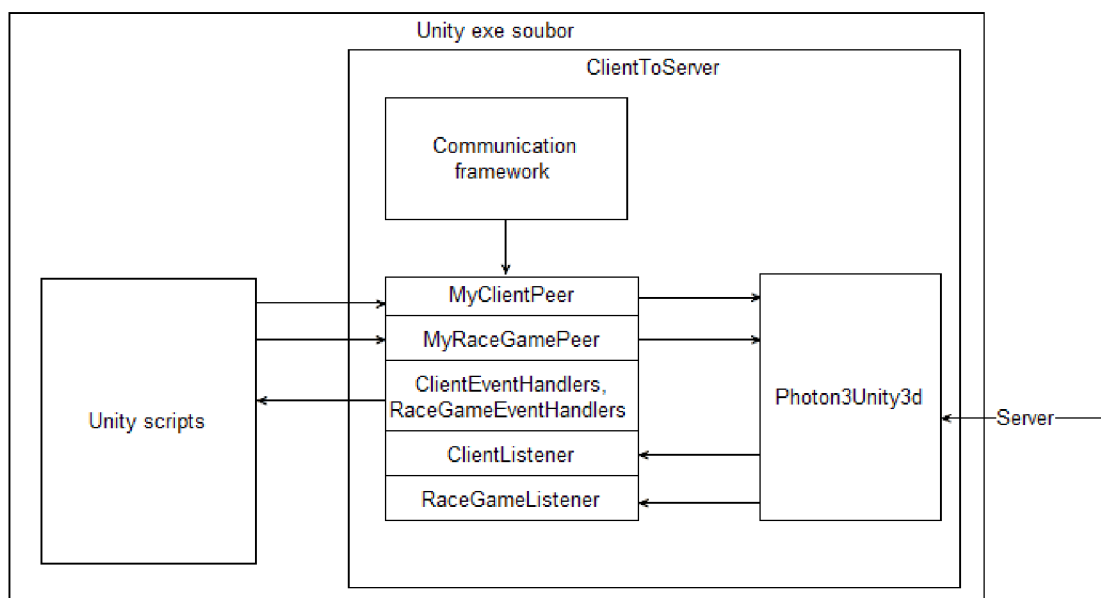 Unity exe soubor
ClientToServer
Communication
framework
MyClientPeer
MyRaceGamePeer
ClientEventHandlers,
RaceGameEventHandlers
ClientListener
RaceGameListener
Unity scripts
Photon3Unity3d
Server